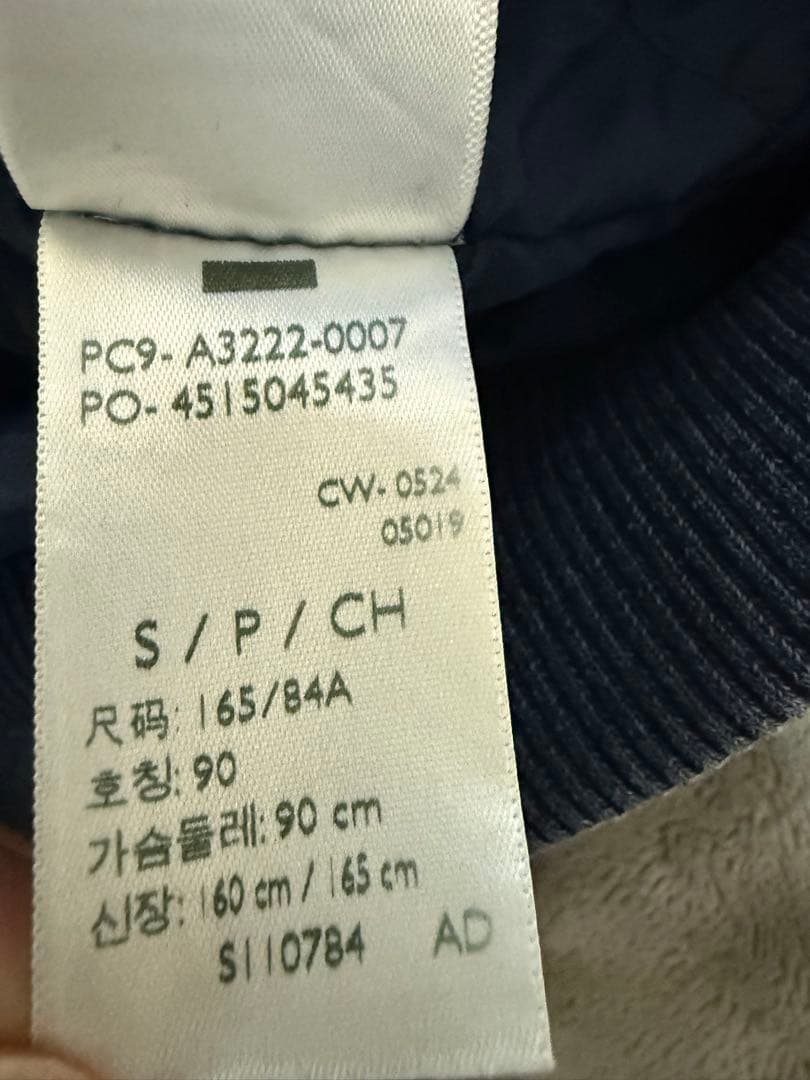 PC9- A3222-0007
PO- 4515045435
CW- 0524
05019
S / P / CH
尺码: 165/84A
호칭: 90
가슴둘레: 90 cm
신장: 160 cm / 165 cm
S110784 AD